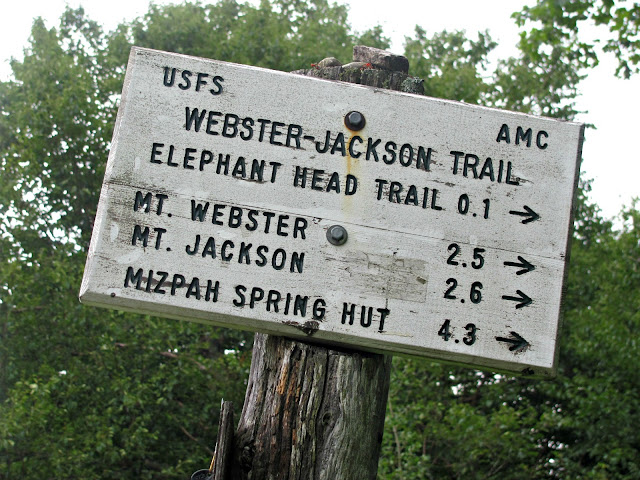 USFS AMC
WEBSTER-JACKSON TRAIL
ELEPHANT HEAD TRAIL 0.1 →
MT. WEBSTER 2.5 →
MT. JACKSON 2.6 →
MIZPAH SPRING HUT 4.3 →